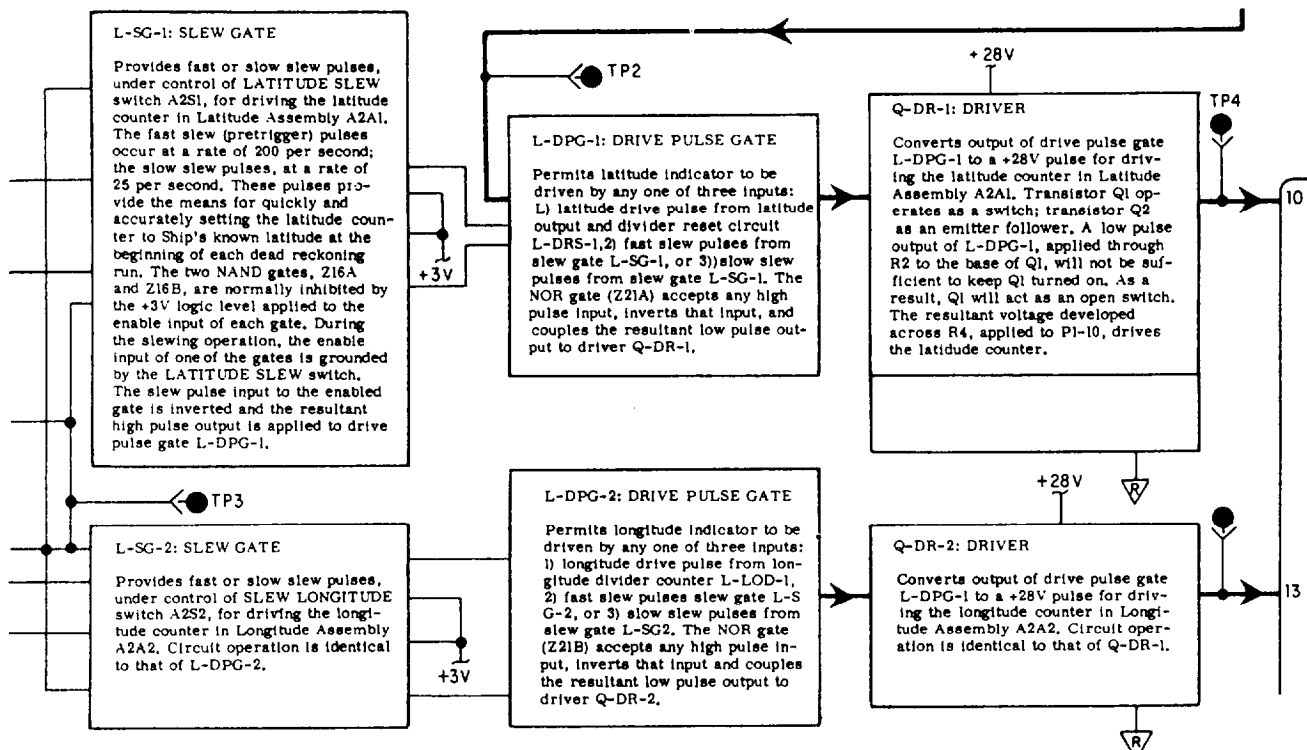 L-SG-1: SLEW GATE
Provides fast or slow slew pulses,
under control of LATITUDE SLEW
switch A2S1, for driving the latitude
counter in Latitude Assembly A2A1.
The fast slew (pretrigger) pulses
occur at a rate of 200 per second;
the slow slew pulses, at a rate of
25 per second. These pulses pro-
vide the means for quickly and
accurately setting the latitude coun-
ter to Ship's known latitude at the
beginning of each dead reckoning
run. The two NAND gates, Z16A
and Z16B, are normally inhibited by
the +3V logic level applied to the
enable input of each gate. During
the slewing operation, the enable
input of one of the gates is grounded
by the LATITUDE SLEW switch.
The slew pulse input to the enabled
gate is inverted and the resultant
high pulse output is applied to drive
pulse gate L-DPG-1.
+3V
TP2
L-DPG-1: DRIVE PULSE GATE
Permits latitude indicator to be
driven by any one of three inputs:
L) latitude drive pulse from latitude
output and divider reset circuit
L-DRS-1,2) fast slew pulses from
slew gate L-SG-1, or 3))slow slew
pulses from slew gate L-SG-1. The
NOR gate (Z21A) accepts any high
pulse input, inverts that input, and
couples the resultant low pulse out-
put to driver Q-DR-1.
+28V
Q-DR-1: DRIVER
Converts output of drive pulse gate
L-DPG-1 to a +28V pulse for driv-
ing the latitude counter in Latitude
Assembly A2A1. Transistor Q1 op-
erates as a switch; transistor Q2
as an emitter follower. A low pulse
output of L-DPG-1, applied through
R2 to the base of Q1, will not be suf-
ficient to keep Q1 turned on. As a
result, Q1 will act as an open switch.
The resultant voltage developed
across R4, applied to P1-10, drives
the latidude counter.
R
TP4
10
TP3
L-SG-2: SLEW GATE
Provides fast or slow slew pulses,
under control of SLEW LONGITUDE
switch A2S2, for driving the longi-
tude counter in Longitude Assembly
A2A2. Circuit operation is identical
to that of L-DPG-2.
+3V
L-DPG-2: DRIVE PULSE GATE
Permits longitude indicator to be
driven by any one of three inputs:
1) longitude drive pulse from lon-
gitude divider counter L-LOD-1,
2) fast slew pulses slew gate L-S
G-2, or 3) slow slew pulses from
slew gate L-SG2. The NOR gate
(Z21B) accepts any high pulse in-
put, inverts that input and couples
the resultant low pulse output to
driver Q-DR-2.
+28V
Q-DR-2: DRIVER
Converts output of drive pulse gate
L-DPG-1 to a +28V pulse for driv-
ing the longitude counter in Longi-
tude Assembly A2A2. Circuit oper-
ation is identical to that of Q-DR-1.
R
13